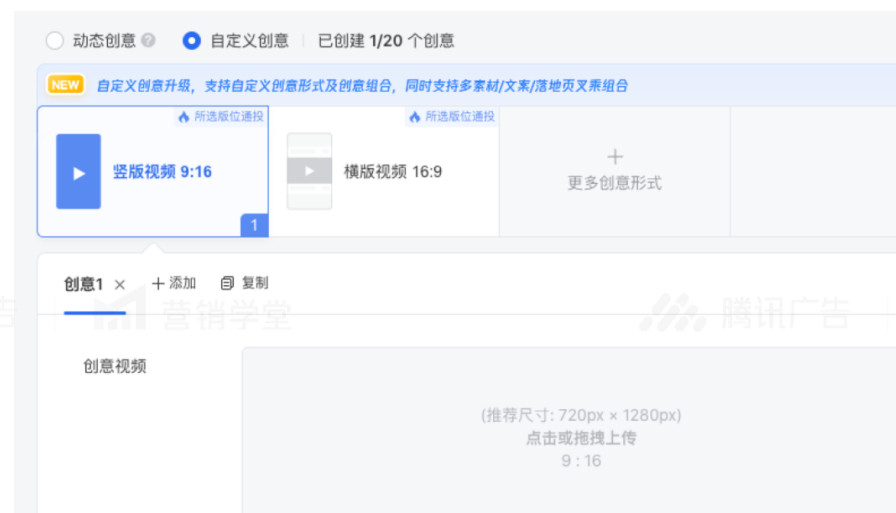 动态创意 自定义创意 已创建 1/20 个创意
NEW 自定义创意升级，支持自定义创意形式及创意组合，同时支持多素材/文案/落地页叉乘组合
所选版位通投 所选版位通投
竖版视频 9:16 横版视频 16:9
更多创意形式
1
创意1 × + 添加 复制
告 营销学堂 腾讯广告
创意视频
(推荐尺寸: 720px × 1280px)
点击或拖拽上传
9 : 16